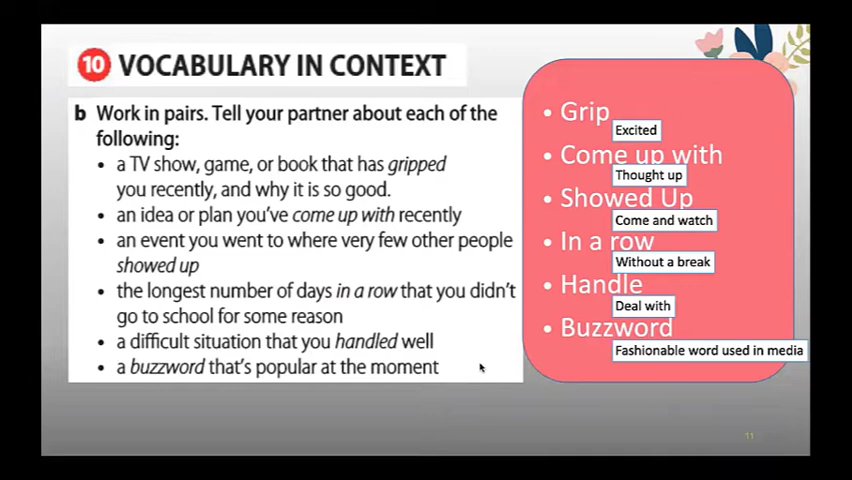 10 VOCABULARY IN CONTEXT
b Work in pairs. Tell your partner about each of the
following:
• a TV show, game, or book that has gripped
you recently, and why it is so good.
• an idea or plan you've come up with recently
• an event you went to where very few other people
showed up
• the longest number of days in a row that you didn't
go to school for some reason
• a difficult situation that you handled well
• a buzzword that's popular at the moment
• Grip
Excited
• Come up with
Thought up
• Showed Up
Come and watch
• In a row
Without a break
• Handle
Deal with
• Buzzword
Fashionable word used in media
11